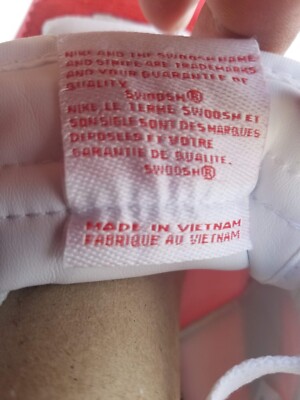 NIKE AND THE SWOOSH NAME
AND STRIPE ARE TRADEMARKS
AND YOUR GUARANTEE OF
QUALITY.
SWOOSH®
NIKE, LE TERME SWOOSH ET
SON SIGLE SONT DES MARQUES
DEPOSEES ET VOTRE
GARANTIE DE QUALITE.
SWOOSH®
MADE IN VIETNAM
FABRIQUE AU VIETNAM